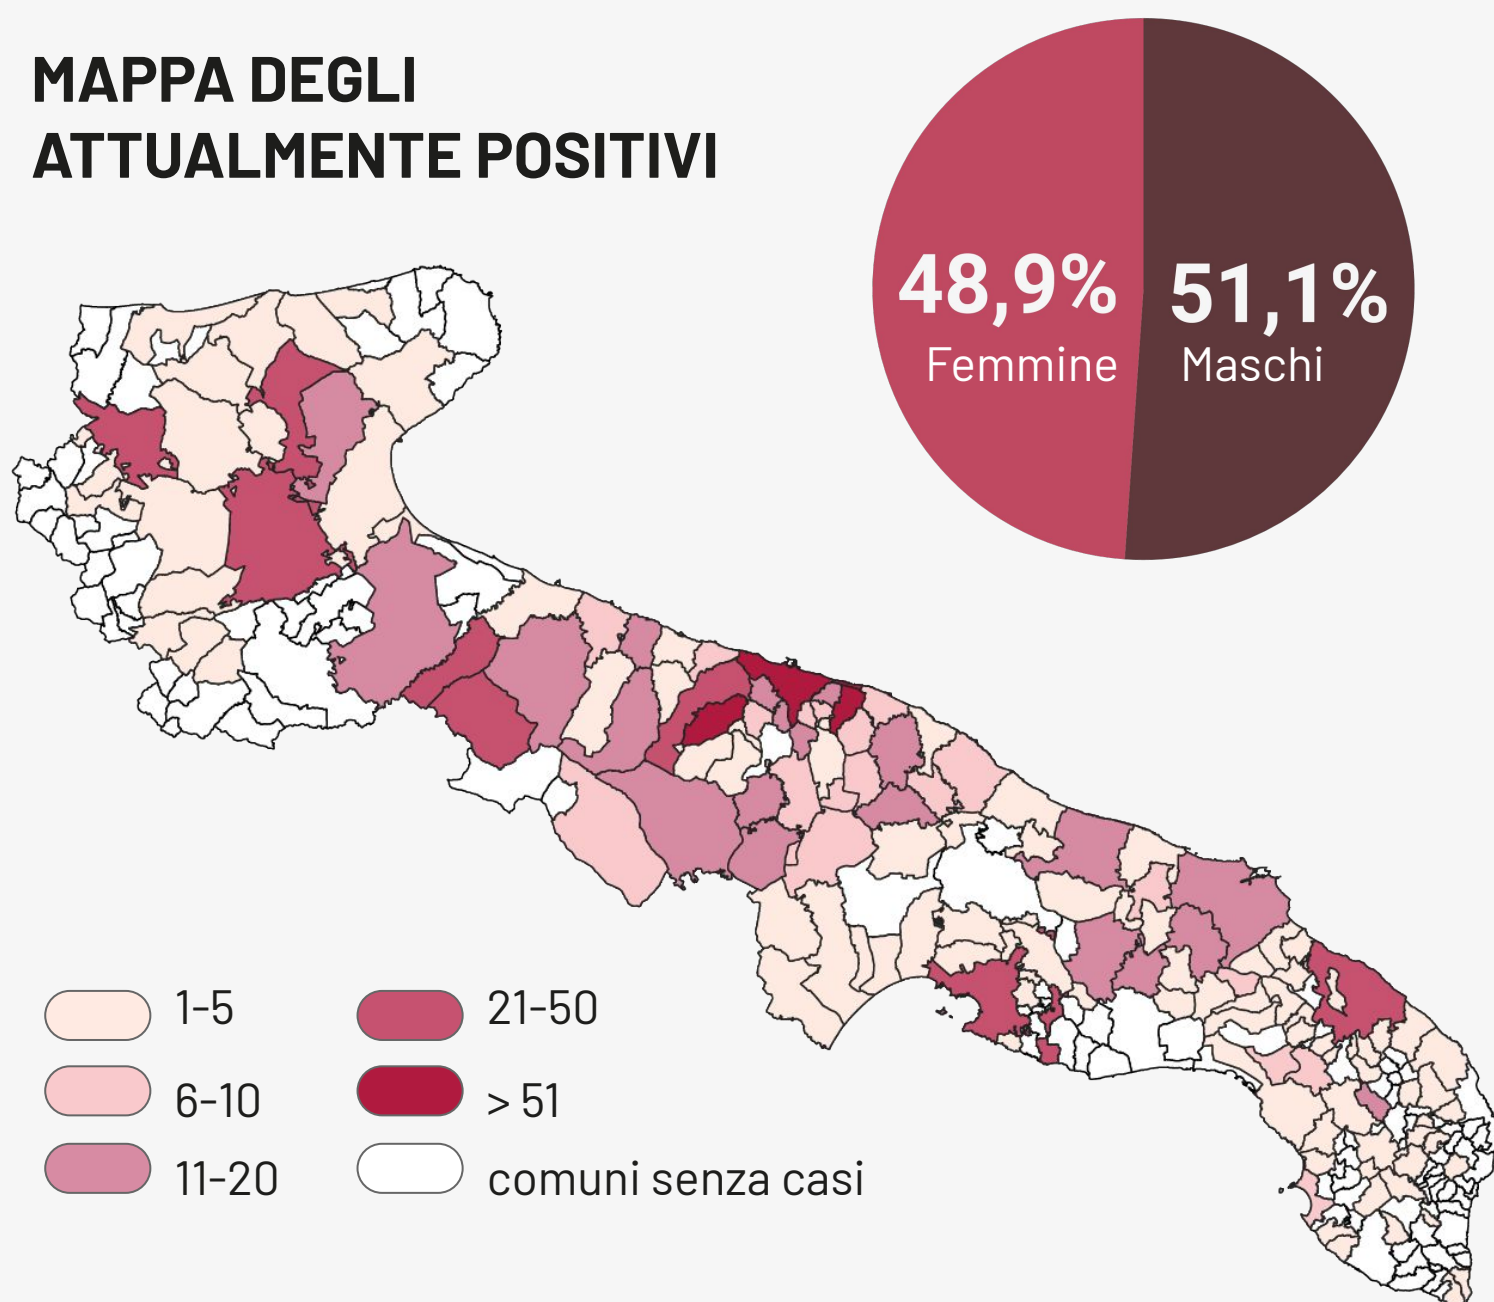 MAPPA DEGLI
ATTUALMENTE POSITIVI
48,9%
Femmine
51,1%
Maschi
1-5
6-10
11-20
21-50
> 51
comuni senza casi